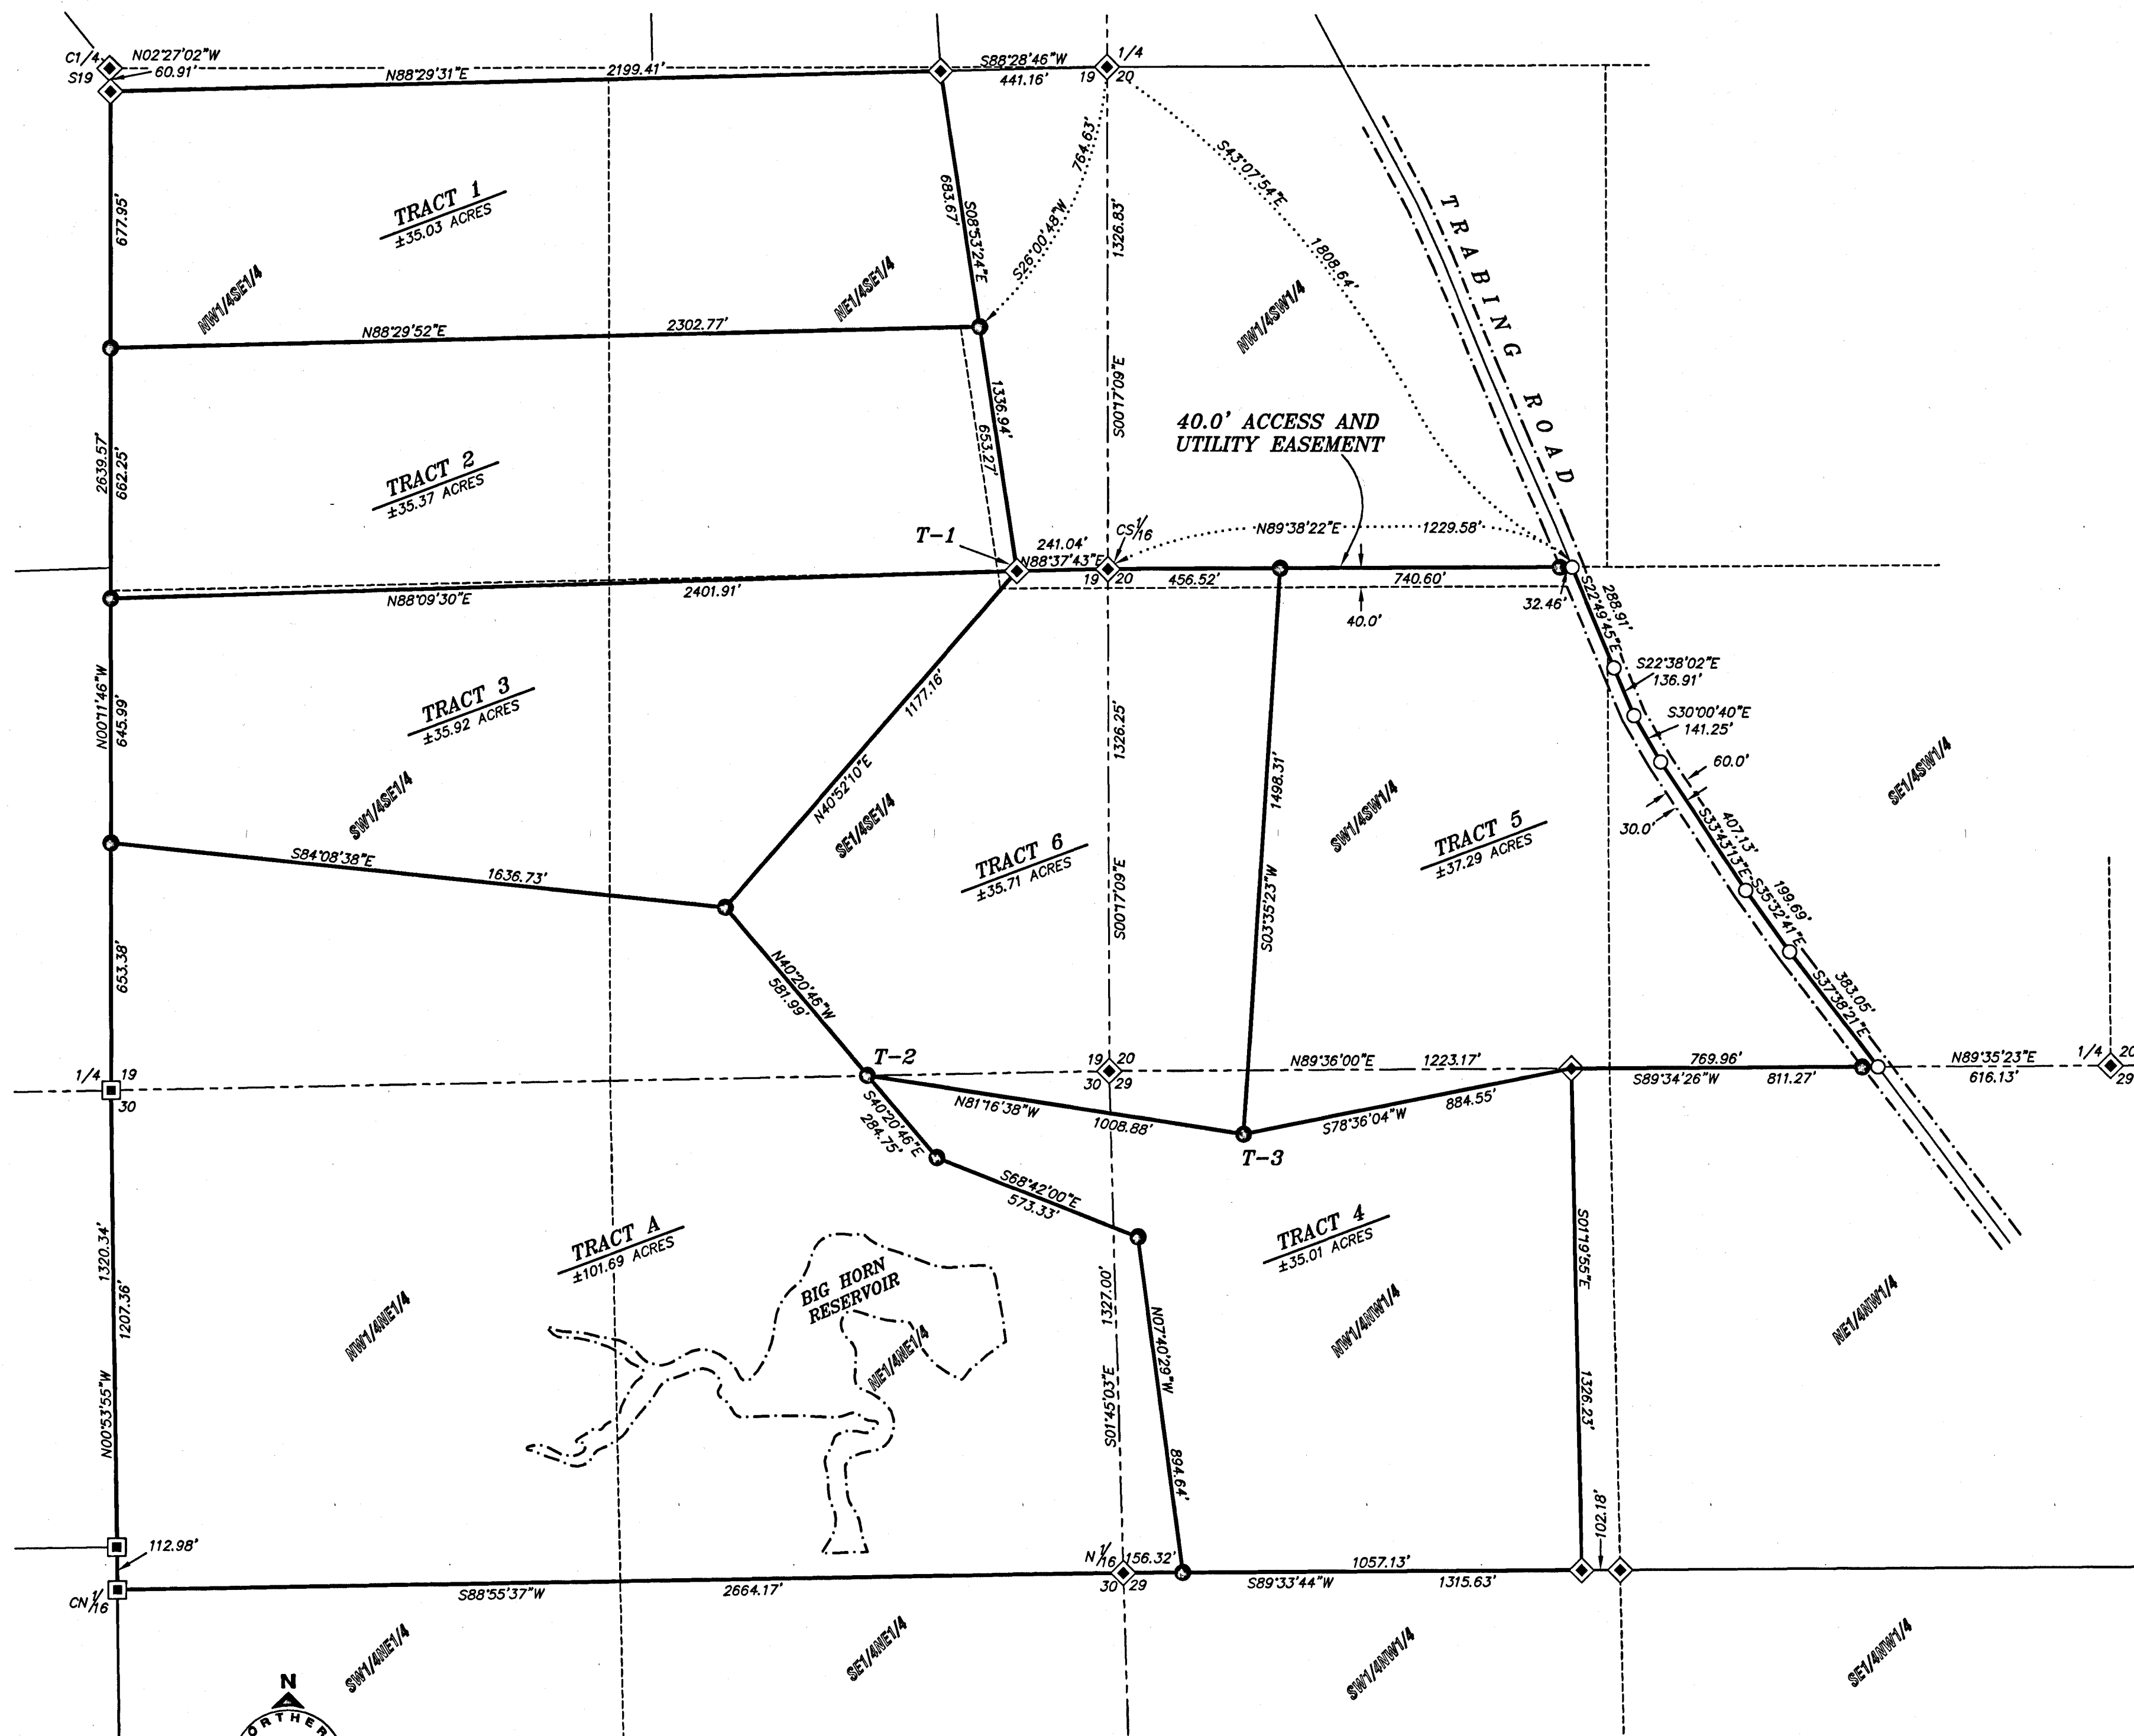 C1/4
S19
N02°27'02"W
60.91'
N88°29'31"E
2199.41'
S88°28'46"W
441.16'
1/4
19 20
677.95'
TRACT 1
±35.03 ACRES
NW1/4SE1/4
NE1/4SE1/4
683.67'
S08°53'24"E
764.63'
S26°00'48"W
1326.83'
S43°07'54"E
1808.64'
NW1/4SW1/4
TRABING ROAD
N88°29'52"E
2302.77'
1336.94'
653.27'
S00°17'09"E
40.0' ACCESS AND
UTILITY EASEMENT
2639.57'
662.25'
TRACT 2
±35.37 ACRES
T-1
241.04'
N88°37'43"E
CS1/16
19 20
N89°38'22"E
1229.58'
456.52'
740.60'
32.46'
40.0'
N88°09'30"E
2401.91'
288.91'
S22°49'45"E
S22°38'02"E
136.91'
S30°00'40"E
141.25'
60.0'
30.0'
407.13'
S33°43'13"E
199.69'
S35°32'41"E
383.05'
S37°38'21"E
N00°11'46"W
645.99'
TRACT 3
±35.92 ACRES
SW1/4SE1/4
1177.16'
N40°52'10"E
SE1/4SE1/4
1326.25'
S00°17'09"E
1498.31'
S03°35'23"W
SW1/4SW1/4
SE1/4SW1/4
TRACT 6
±35.71 ACRES
TRACT 5
±37.29 ACRES
S84°08'38"E
1636.73'
653.38'
N40°20'46"W
581.99'
T-2
1/4 19
30
19 20
30 29
N89°36'00"E
1223.17'
769.96'
S89°34'26"W
811.27'
N89°35'23"E
616.13'
1/4 20
29
N81°16'38"W
1008.88'
S78°36'04"W
884.55'
T-3
S40°20'46"E
284.75'
S68°42'00"E
573.33'
TRACT A
±101.69 ACRES
BIG HORN
RESERVOIR
TRACT 4
±35.01 ACRES
S01°19'55"E
1326.23'
1320.34'
1207.36'
N00°53'55"W
NW1/4NE1/4
NE1/4NE1/4
1327.00'
S01°45'03"E
N07°40'29"W
894.64'
NW1/4NW1/4
NE1/4NW1/4
102.18'
112.98'
CN1/16
S88°55'37"W
2664.17'
N1/16
156.32'
30 29
1057.13'
S89°33'44"W
1315.63'
SW1/4NE1/4
SE1/4NE1/4
SW1/4NW1/4
SE1/4NW1/4
N
ORTHER